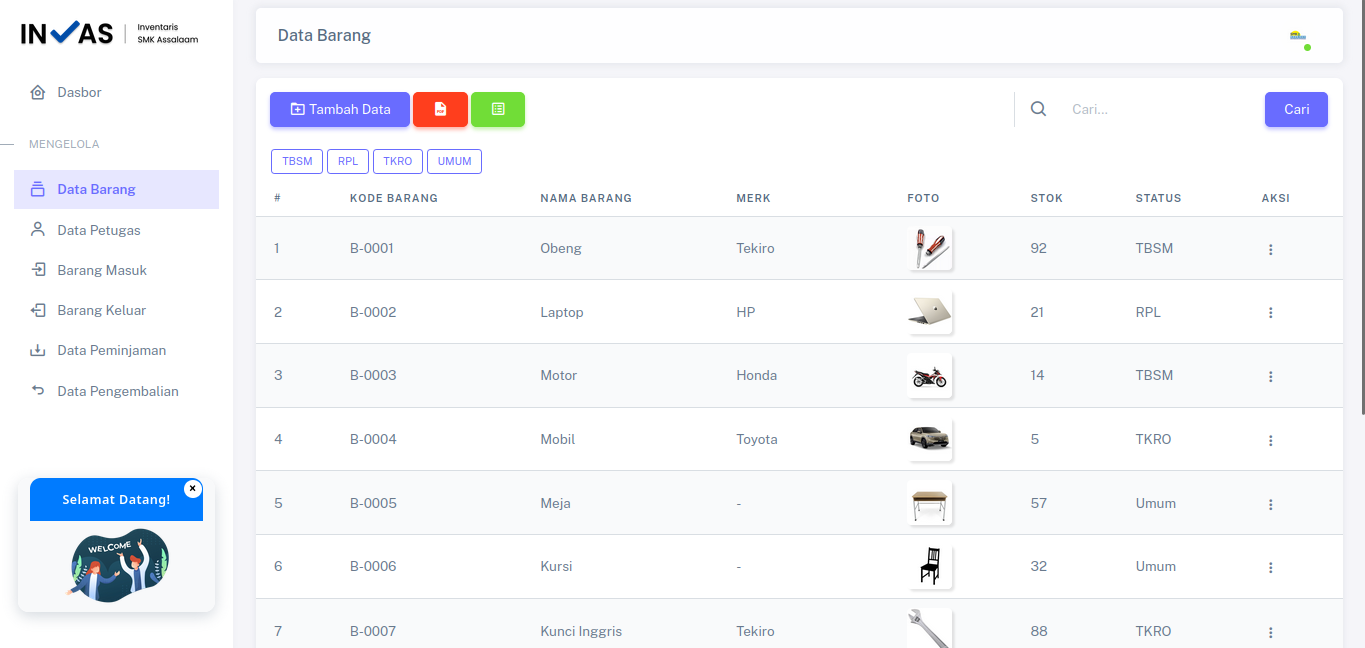 INVAS
Inventaris
SMK Assalaam
Dasbor
MENGELOLA
Data Barang
Data Petugas
Barang Masuk
Barang Keluar
Data Peminjaman
Data Pengembalian
Selamat Datang!
WELCOME
Data Barang
Tambah Data
PDF
Cari...
Cari
TBSM RPL TKRO UMUM
# KODE BARANG NAMA BARANG MERK FOTO STOK STATUS AKSI
1 B-0001 Obeng Tekiro 92 TBSM
2 B-0002 Laptop HP 21 RPL
3 B-0003 Motor Honda 14 TBSM
4 B-0004 Mobil Toyota 5 TKRO
5 B-0005 Meja - 57 Umum
6 B-0006 Kursi - 32 Umum
7 B-0007 Kunci Inggris Tekiro 88 TKRO